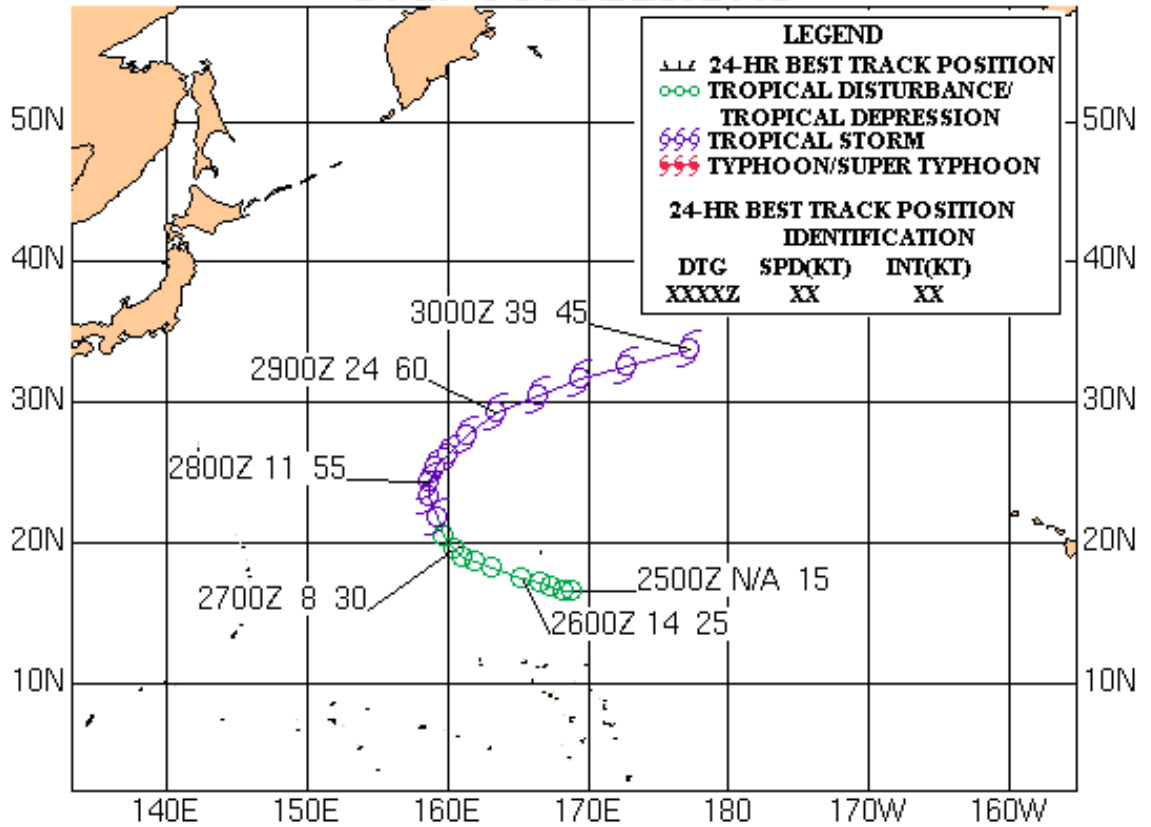 LEGEND
24-HR BEST TRACK POSITION
TROPICAL DISTURBANCE/
TROPICAL DEPRESSION
TROPICAL STORM
TYPHOON/SUPER TYPHOON
24-HR BEST TRACK POSITION
IDENTIFICATION
DTG SPD(KT) INT(KT)
XXXXZ XX XX
50N 50N
40N 40N
3000Z 39 45
2900Z 24 60
30N 30N
2800Z 11 55
20N 20N
2700Z 8 30
2500Z N/A 15
2600Z 14 25
10N 10N
140E 150E 160E 170E 180 170W 160W